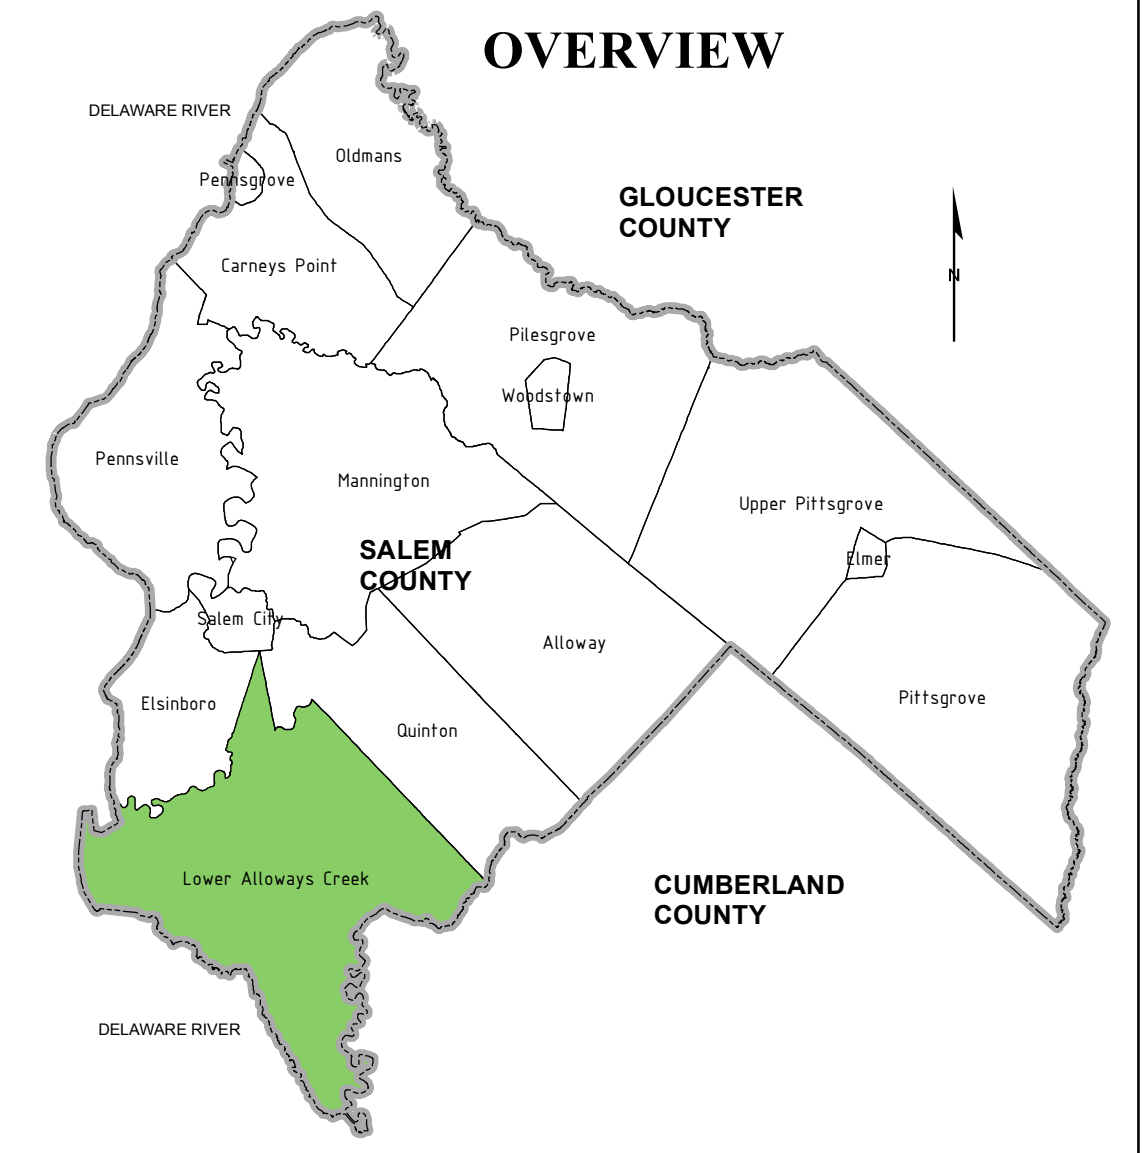 OVERVIEW
DELAWARE RIVER
Oldmans
Pennsgrove
GLOUCESTER
COUNTY
Carneys Point
N
Pilesgrove
Woodstown
Pennsville
Mannington
Upper Pittsgrove
SALEM
COUNTY
Elmer
Salem City
Alloway
Elsinboro
Pittsgrove
Quinton
Lower Alloways Creek
CUMBERLAND
COUNTY
DELAWARE RIVER